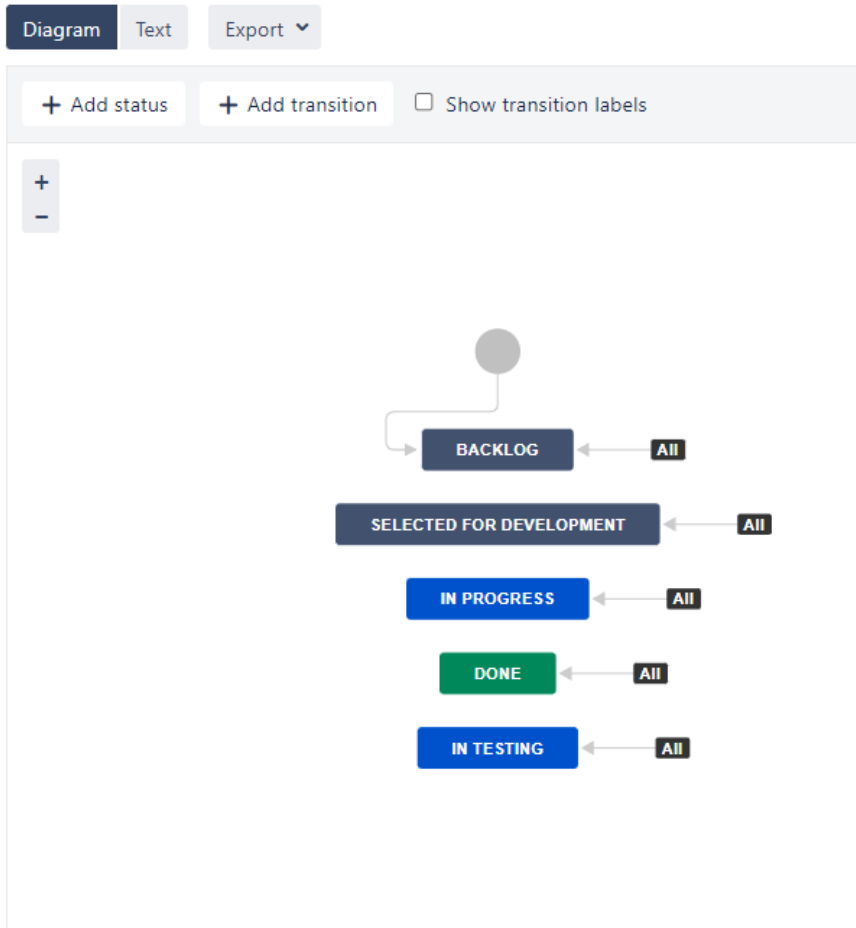 Diagram Text Export
+ Add status + Add transition Show transition labels
+
−
BACKLOG All
SELECTED FOR DEVELOPMENT All
IN PROGRESS All
DONE All
IN TESTING All